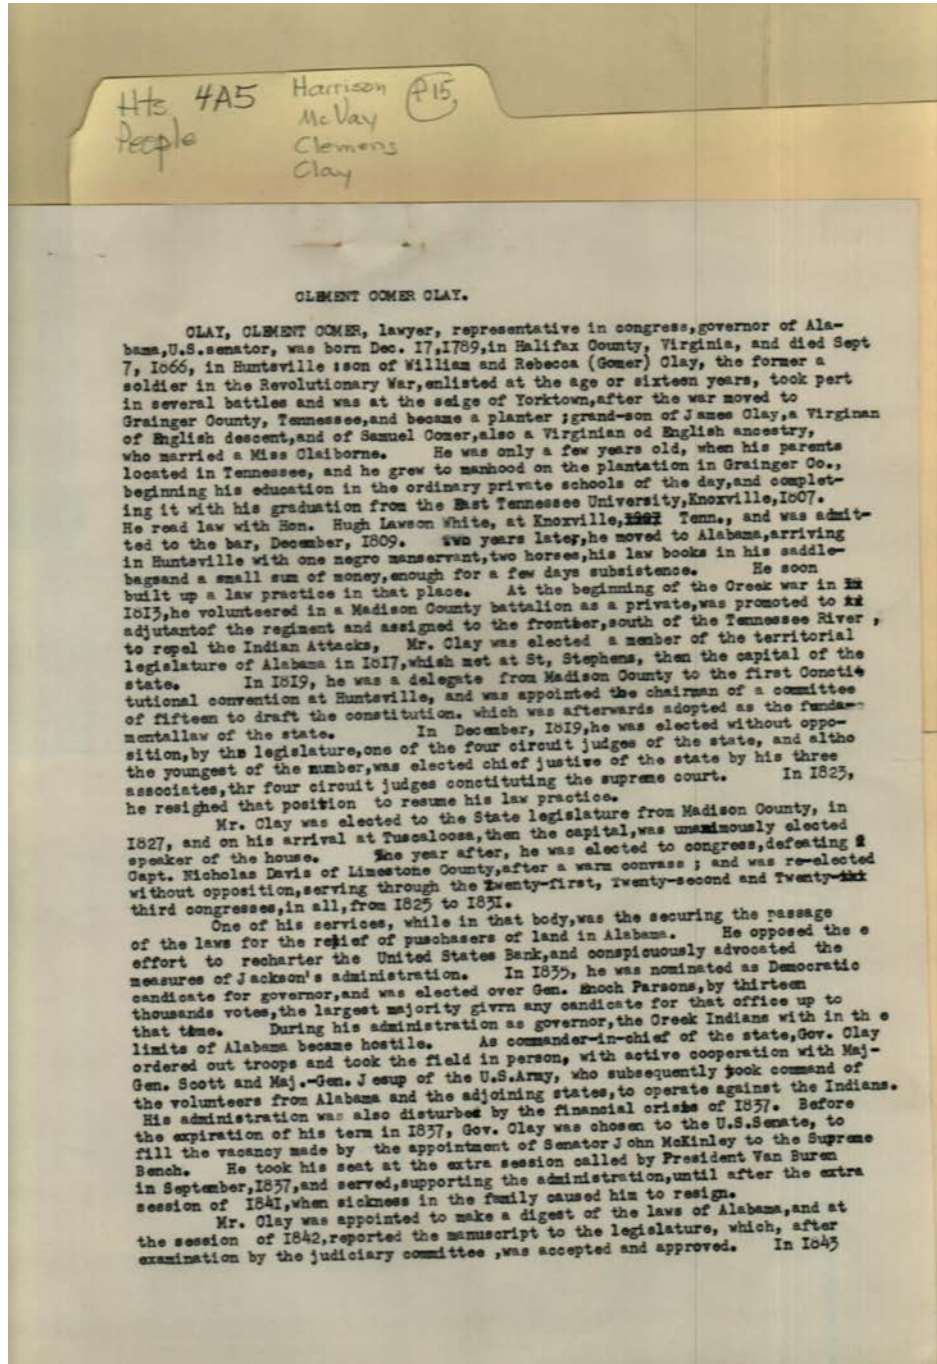 Hts 4A5 Harrison P15
People McVay
Clemens
Clay
CLEMENT COMER CLAY.
CLAY, CLEMENT COMER, lawyer, representative in congress,governor of Ala-
bama,U.S.senator, was born Dec. 17,I789,in Halifax County, Virginia, and died Sept
7, I866, in Huntsville ;son of William and Rebecca (Comer) Clay, the former a
soldier in the Revolutionary War,enlisted at the age or sixteen years, took pert
in several battles and was at the seige of Yorktown,after the war moved to
Grainger County, Tennessee,and became a planter ;grand-son of James Clay,a Virginan
of English descent,and of Samuel Comer,also a Virginian od English ancestry,
who married a Miss Claiborne. He was only a few years old, when his parents
located in Tennessee, and he grew to manhood on the plantation in Grainger Co.,
beginning his education in the ordinary private schools of the day,and complet-
ing it with his graduation from the East Tennessee University,Knoxville,I807.
He read law with Hon. Hugh Lawson White, at Knoxville, Tenn., and was admit-
ted to the bar, December, I809. Two years later,he moved to Alabama,arriving
in Huntsville with one negro manservant,two horses,his law books in his saddle-
bagsand a small sum of money,enough for a few days subsistence. He soon
built up a law practice in that place. At the beginning of the Creek war in
I8I3,he volunteered in a Madison County battalion as a private,was promoted to
adjutantof the regiment and assigned to the frontier,south of the Tennessee River ,
to repel the Indian Attacks, Mr. Clay was elected a member of the territorial
legislature of Alabama in I8I7,which met at St, Stephens, then the capital of the
state. In I8I9, he was a delegate from Madison County to the first Concti-
tutional convention at Huntsville, and was appointed the chairman of a committee
of fifteen to draft the constitution. which was afterwards adopted as the funda-
mentallaw of the state. In December, I8I9,he was elected without oppo-
sition,by the legislature,one of the four circuit judges of the state, and altho
the youngest of the number,was elected chief justive of the state by his three
associates,thr four circuit judges conctituting the supreme court. In I823,
he resighed that position to resume his law practice.
Mr. Clay was elected to the State legislature from Madison County, in
I827, and on his arrival at Tuscaloosa,then the capital,was unanimously elected
speaker of the house. The year after, he was elected to congress,defeating
Capt. Nicholas Davis of Limestone County,after a warm convass ; and was re-elected
without opposition,serving through the Twenty-first, Twenty-second and Twenty-
third congresses,in all,from I825 to I83I.
One of his services, while in that body,was the securing the passage
of the laws for the relief of puschasers of land in Alabama. He opposed the e
effort to recharter the United States Bank,and conspicuously advocated the
measures of Jackson's administration. In I835, he was nominated as Democratic
candicate for governor,and was elected over Gen. Enoch Parsons,by thirteen
thousands votes,the largest majority givrn any candicate for that office up to
that time. During his administration as governor,the Creek Indians with in th e
limits of Alabama became hostile. As commander-in-chief of the state,Gov. Clay
ordered out troops and took the field in person, with active cooperation with Maj-
Gen. Scott and Maj.-Gen. J esup of the U.S.Army, who subsequently took command of
the volunteers from Alabama and the adjoining states,to operate against the Indians.
His administration was also disturbed by the financial crisis of I837. Before
the expiration of his term in I837, Gov. Clay was chosen to the U.S.Senate, to
fill the vacancy made by the appointment of Senator J ohn McKinley to the Supreme
Bench. He took his seat at the extra session called by President Van Buren
in September,I837,and served,supporting the administration,until after the extra
session of I84I,when sickness in the family caused him to resign.
Mr. Clay was appointed to make a digest of the laws of Alabama,and at
the session of I842,reported the manuscript to the legislature, which, after
examination by the judiciary committee ,was accepted and approved. In I843